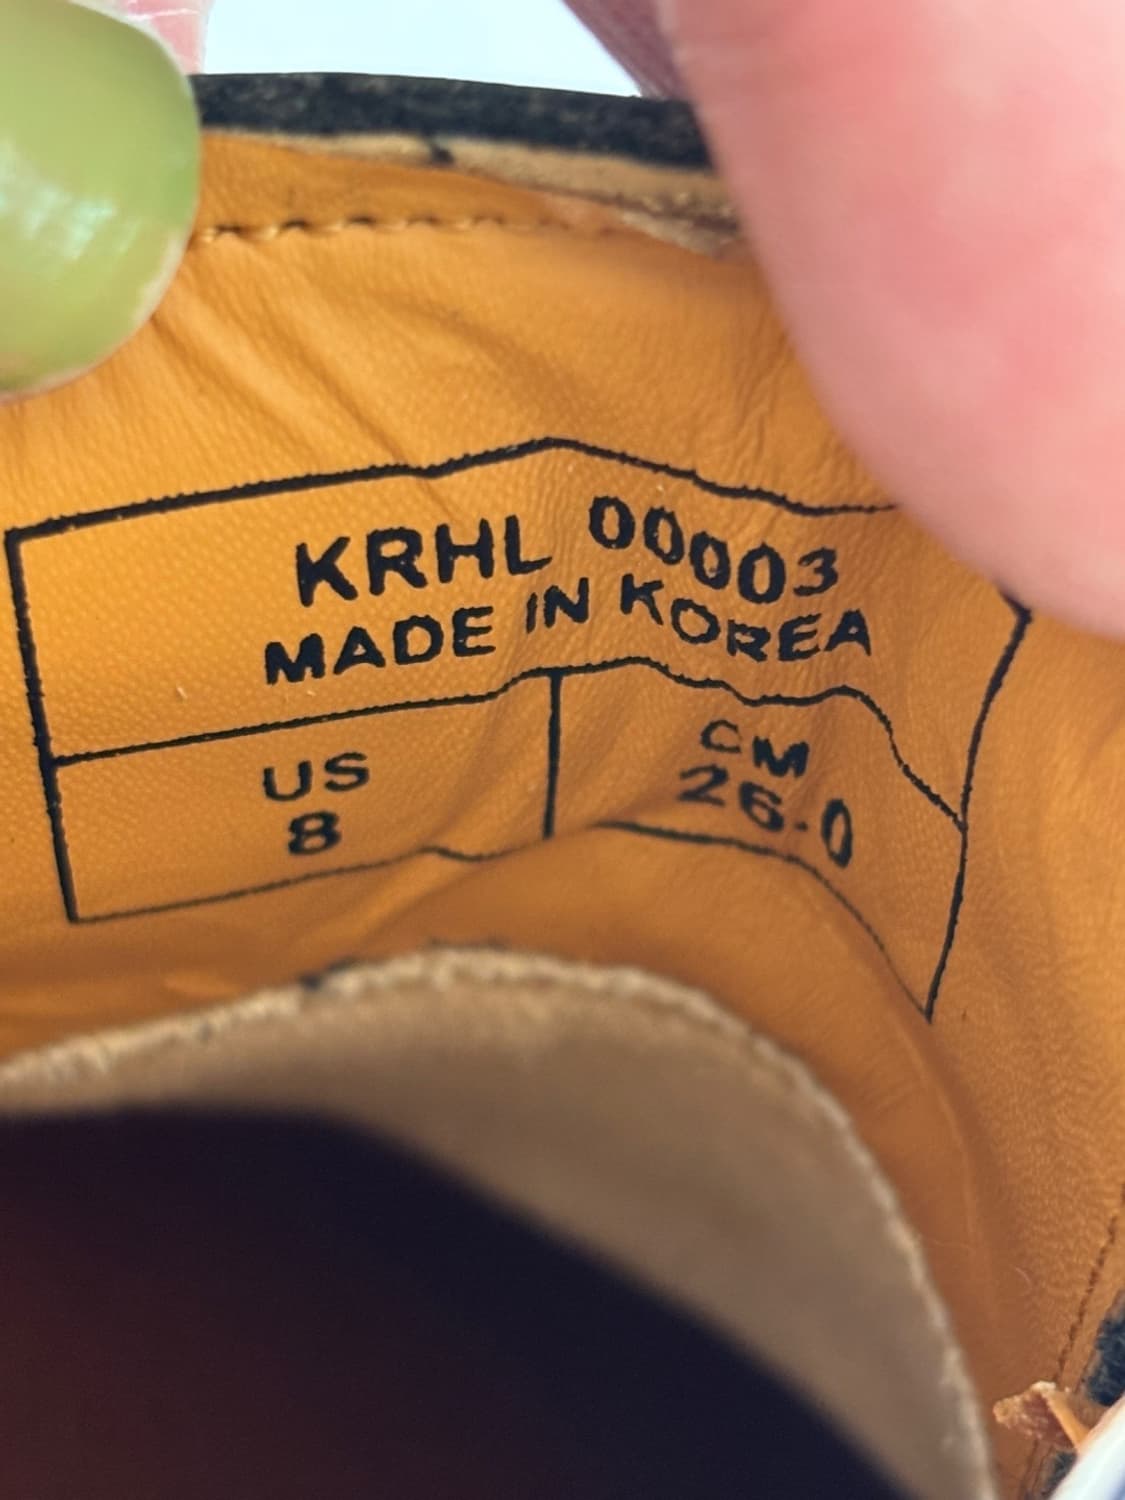 KRHL 00003
MADE IN KOREA
US
8
CM
26.0